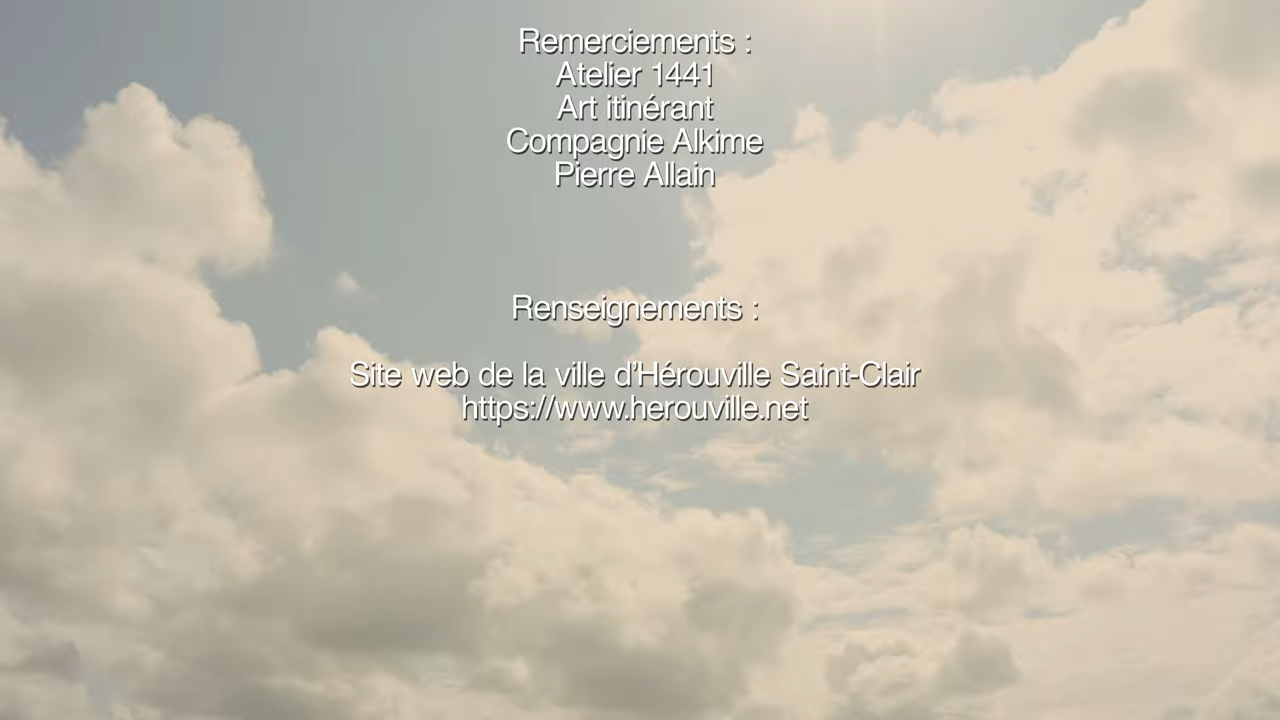 Remerciements :
Atelier 1441
Art itinérant
Compagnie Alkime
Pierre Allain
Renseignements :
Site web de la ville d'Hérouville Saint-Clair
https://www.herouville.net